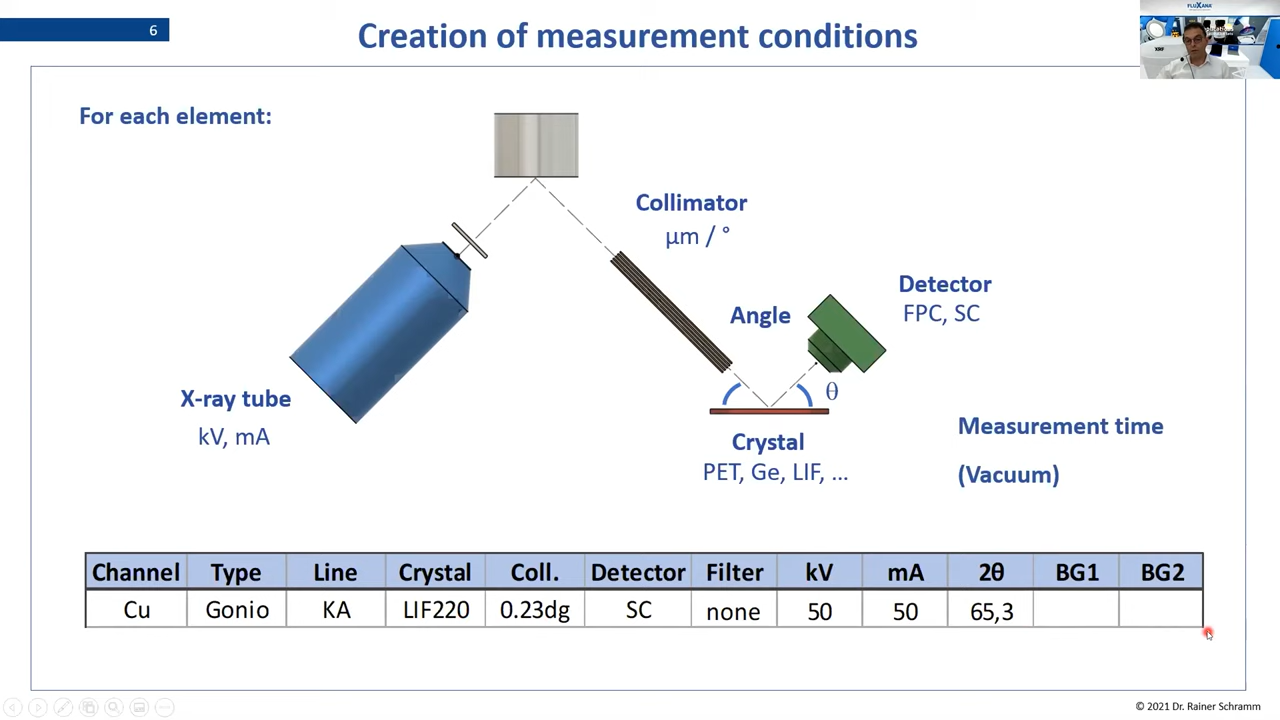 6
Creation of measurement conditions
FLUXANA
XRF
For each element:
Collimator
µm / °
Detector
FPC, SC
Angle
θ
X-ray tube
kV, mA
Crystal
PET, Ge, LIF, ...
Measurement time
(Vacuum)
Channel Type Line Crystal Coll. Detector Filter kV mA 2θ BG1 BG2
Cu Gonio KA LIF220 0.23dg SC none 50 50 65,3
© 2021 Dr. Rainer Schramm